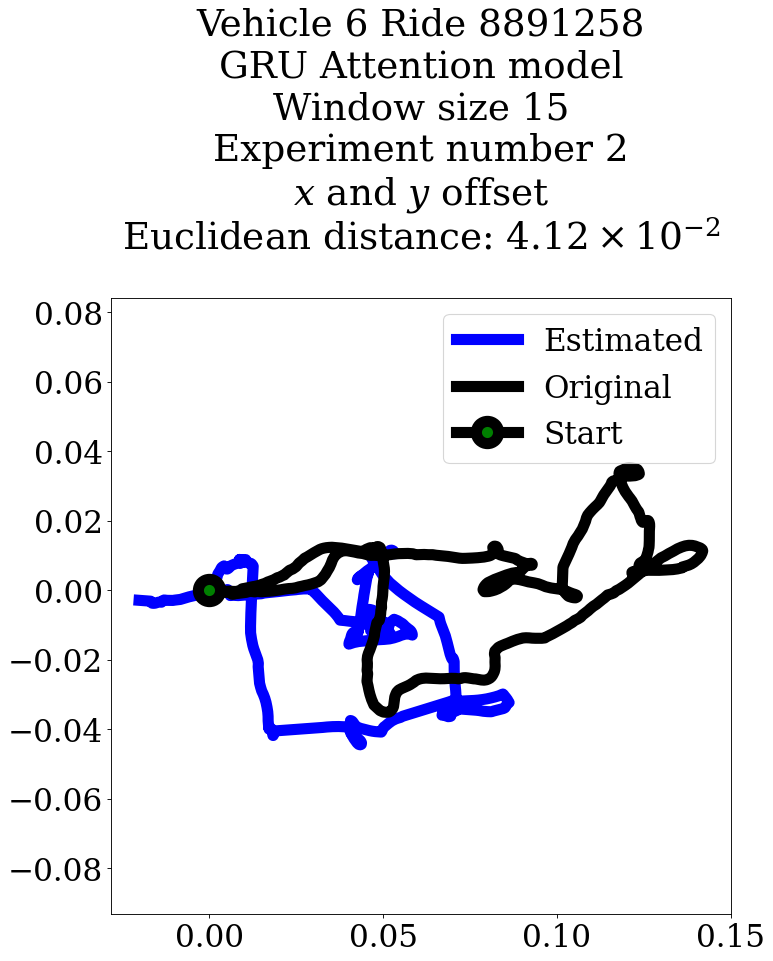 Vehicle 6 Ride 8891258
GRU Attention model
Window size 15
Experiment number 2
x and y offset
Euclidean distance: 4.12 × 10⁻²
Estimated
Original
Start
0.08
0.06
0.04
0.02
0.00
−0.02
−0.04
−0.06
−0.08
0.00 0.05 0.10 0.15